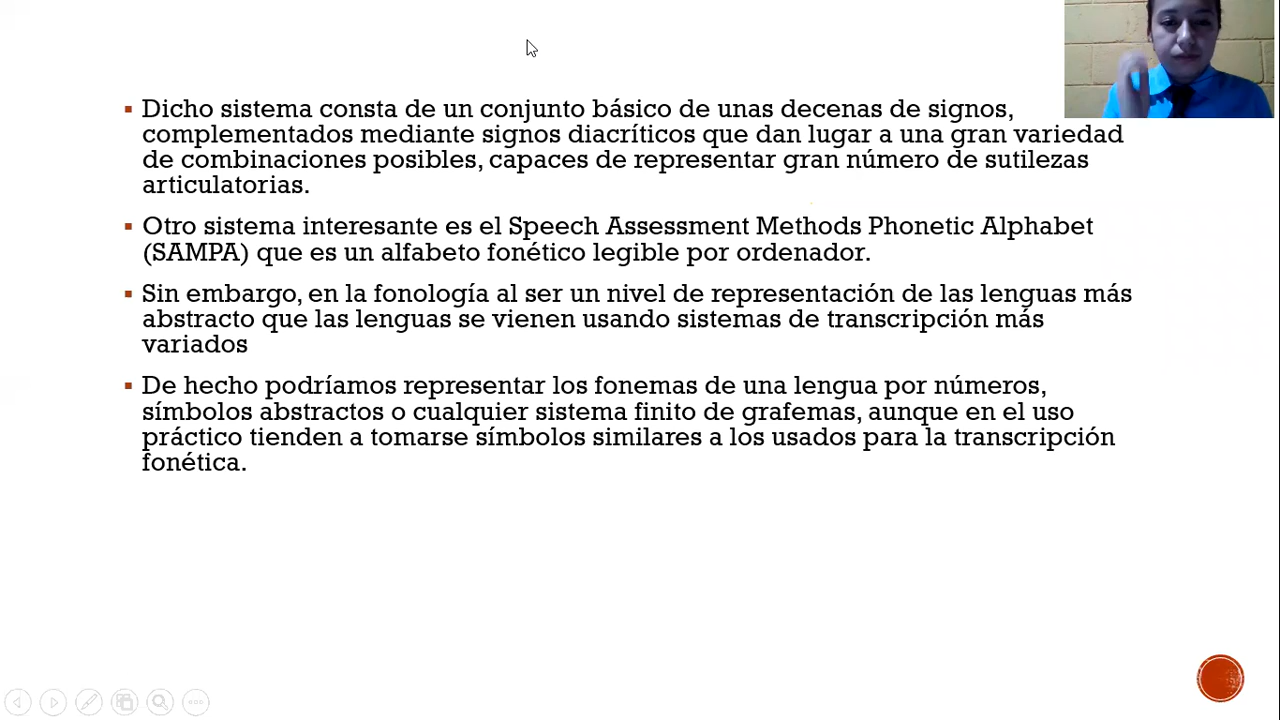 Dicho sistema consta de un conjunto básico de unas decenas de signos,
complementados mediante signos diacríticos que dan lugar a una gran variedad
de combinaciones posibles, capaces de representar gran número de sutilezas
articulatorias.
Otro sistema interesante es el Speech Assessment Methods Phonetic Alphabet
(SAMPA) que es un alfabeto fonético legible por ordenador.
Sin embargo, en la fonología al ser un nivel de representación de las lenguas más
abstracto que las lenguas se vienen usando sistemas de transcripción más
variados
De hecho podríamos representar los fonemas de una lengua por números,
símbolos abstractos o cualquier sistema finito de grafemas, aunque en el uso
práctico tienden a tomarse símbolos similares a los usados para la transcripción
fonética.